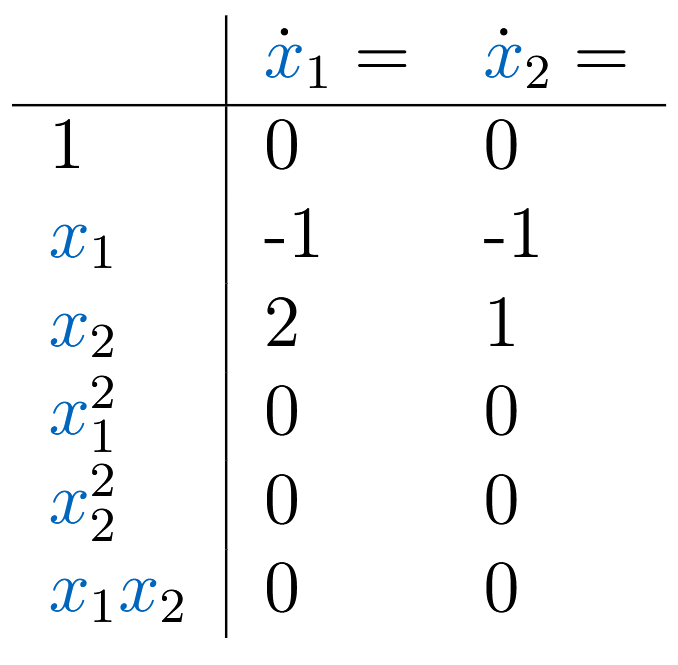 ẋ₁ = ẋ₂ =
1 0 0
x₁ -1 -1
x₂ 2 1
x₁² 0 0
x₂² 0 0
x₁x₂ 0 0